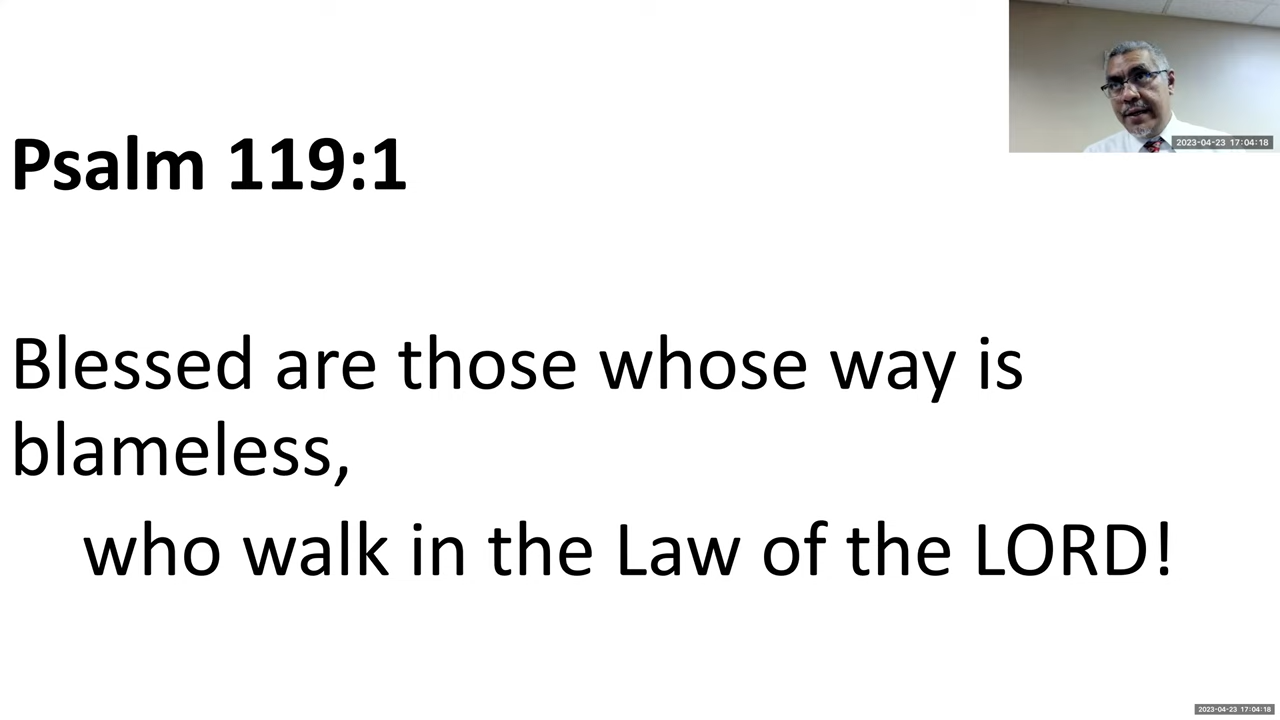 Psalm 119:1
Blessed are those whose way is
blameless,
who walk in the Law of the LORD!
2023-04-23 17:04:18
2023-04-23 17:04:18